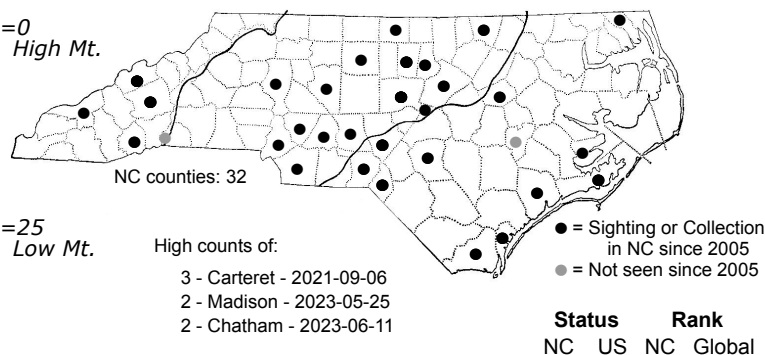 =0
High Mt.
NC counties: 32
=25
Low Mt.
High counts of:
3 - Carteret - 2021-09-06
2 - Madison - 2023-05-25
2 - Chatham - 2023-06-11
= Sighting or Collection
in NC since 2005
= Not seen since 2005
Status Rank
NC US NC Global